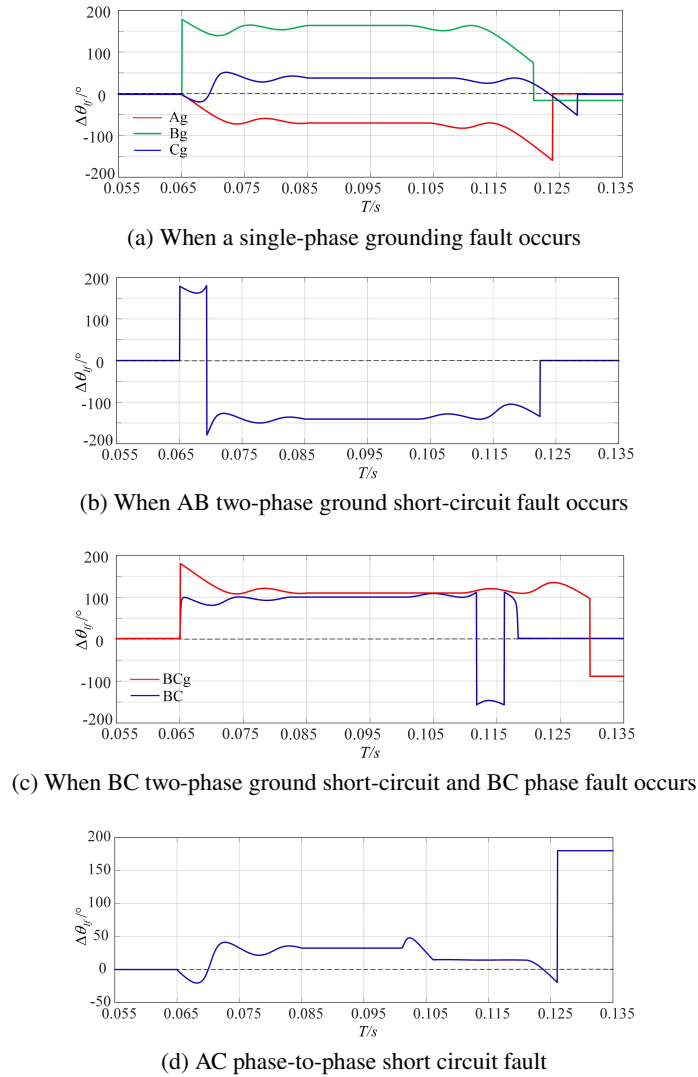 200
100
0
-100
-200
Δθlf/°
Ag
Bg
Cg
0.055 0.065 0.075 0.085 0.095 0.105 0.115 0.125 0.135
T/s
(a) When a single-phase grounding fault occurs
200
100
0
-100
-200
Δθlf/°
0.055 0.065 0.075 0.085 0.095 0.105 0.115 0.125 0.135
T/s
(b) When AB two-phase ground short-circuit fault occurs
200
100
0
-100
-200
Δθlf/°
BCg
BC
0.055 0.065 0.075 0.085 0.095 0.105 0.115 0.125 0.135
T/s
(c) When BC two-phase ground short-circuit and BC phase fault occurs
200
150
100
50
0
-50
Δθlf/°
0.055 0.065 0.075 0.085 0.095 0.105 0.115 0.125 0.135
T/s
(d) AC phase-to-phase short circuit fault